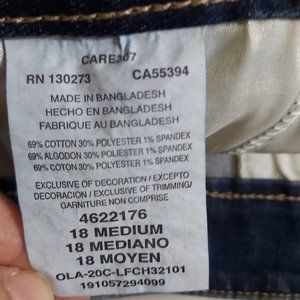 CARE307
RN 130273 CA55394
MADE IN BANGLADESH
HECHO EN BANGLADESH
FABRIQUE AU BANGLADESH
69% COTTON 30% POLYESTER 1% SPANDEX
69% ALGODON 30% POLYESTER 1% SPANDEX
69% COTON 30% POLYESTER 1% SPANDEX
EXCLUSIVE OF DECORATION / EXCEPTO
DECORACIÓN / EXCLUSIVE OF TRIMMING/
GARNITURE NON COMPRISE
4622176
18 MEDIUM
18 MEDIANO
18 MOYEN
OLA-20C-LFCH32101
191057294099